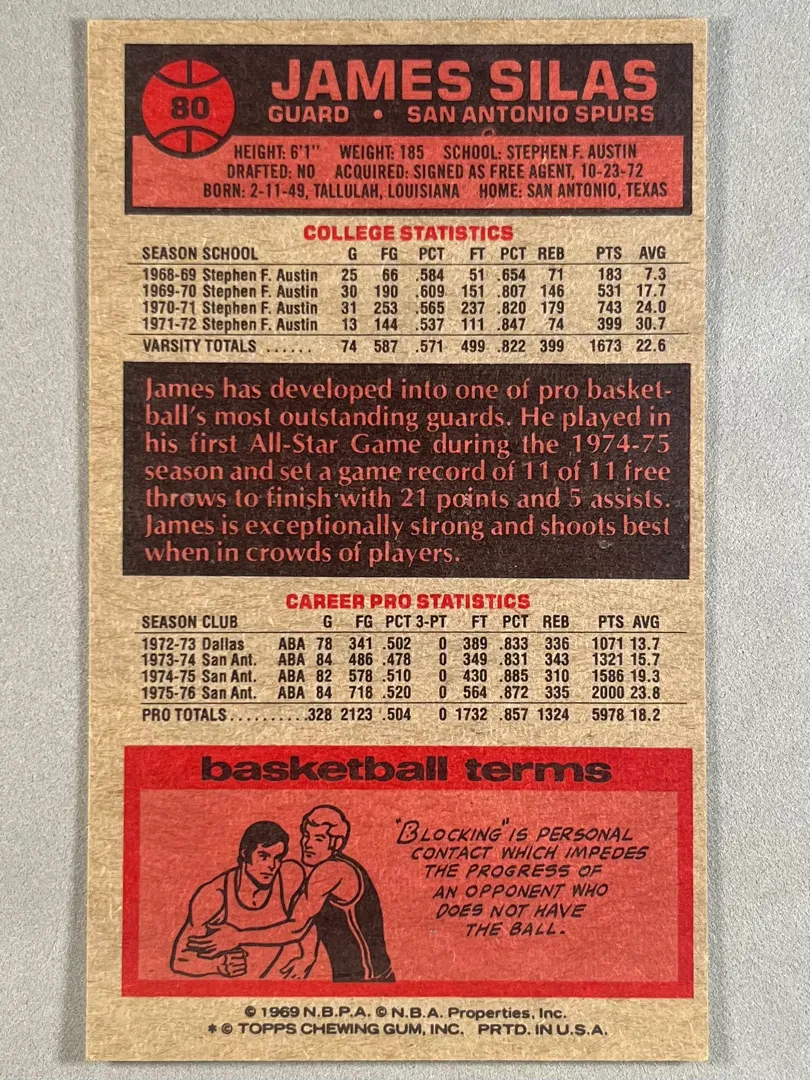 80
JAMES SILAS
GUARD • SAN ANTONIO SPURS
HEIGHT: 6'1" WEIGHT: 185 SCHOOL: STEPHEN F. AUSTIN
DRAFTED: NO ACQUIRED: SIGNED AS FREE AGENT, 10-23-72
BORN: 2-11-49, TALLULAH, LOUISIANA HOME: SAN ANTONIO, TEXAS
COLLEGE STATISTICS
SEASON SCHOOL G FG PCT FT PCT REB PTS AVG
1968-69 Stephen F. Austin 25 66 .584 51 .654 71 183 7.3
1969-70 Stephen F. Austin 30 190 .609 151 .807 146 531 17.7
1970-71 Stephen F. Austin 31 253 .565 237 .820 179 743 24.0
1971-72 Stephen F. Austin 13 144 .537 111 .847 74 399 30.7
VARSITY TOTALS ...... 74 587 .571 499 .822 399 1673 22.6
James has developed into one of pro basket-
ball's most outstanding guards. He played in
his first All-Star Game during the 1974-75
season and set a game record of 11 of 11 free
throws to finish with 21 points and 5 assists.
James is exceptionally strong and shoots best
when in crowds of players.
CAREER PRO STATISTICS
SEASON CLUB G FG PCT 3-PT FT PCT REB PTS AVG
1972-73 Dallas ABA 78 341 .502 0 389 .833 336 1071 13.7
1973-74 San Ant. ABA 84 486 .478 0 349 .831 343 1321 15.7
1974-75 San Ant. ABA 82 578 .510 0 430 .885 310 1586 19.3
1975-76 San Ant. ABA 84 718 .520 0 564 .872 335 2000 23.8
PRO TOTALS..........328 2123 .504 0 1732 .857 1324 5978 18.2
basketball terms
"BLOCKING" IS PERSONAL
CONTACT WHICH IMPEDES
THE PROGRESS OF
AN OPPONENT WHO
DOES NOT HAVE
THE BALL.
© 1969 N.B.P.A. © N.B.A. Properties, Inc.
* © TOPPS CHEWING GUM, INC. PRTD. IN U.S.A.